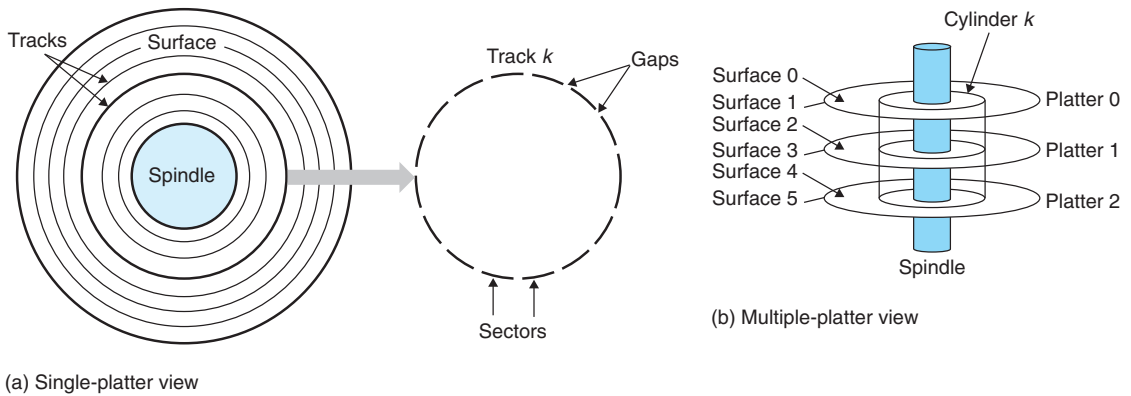 Tracks
Surface
Spindle
Track k
Gaps
Sectors
(a) Single-platter view
Cylinder k
Surface 0
Surface 1
Surface 2
Surface 3
Surface 4
Surface 5
Platter 0
Platter 1
Platter 2
Spindle
(b) Multiple-platter view